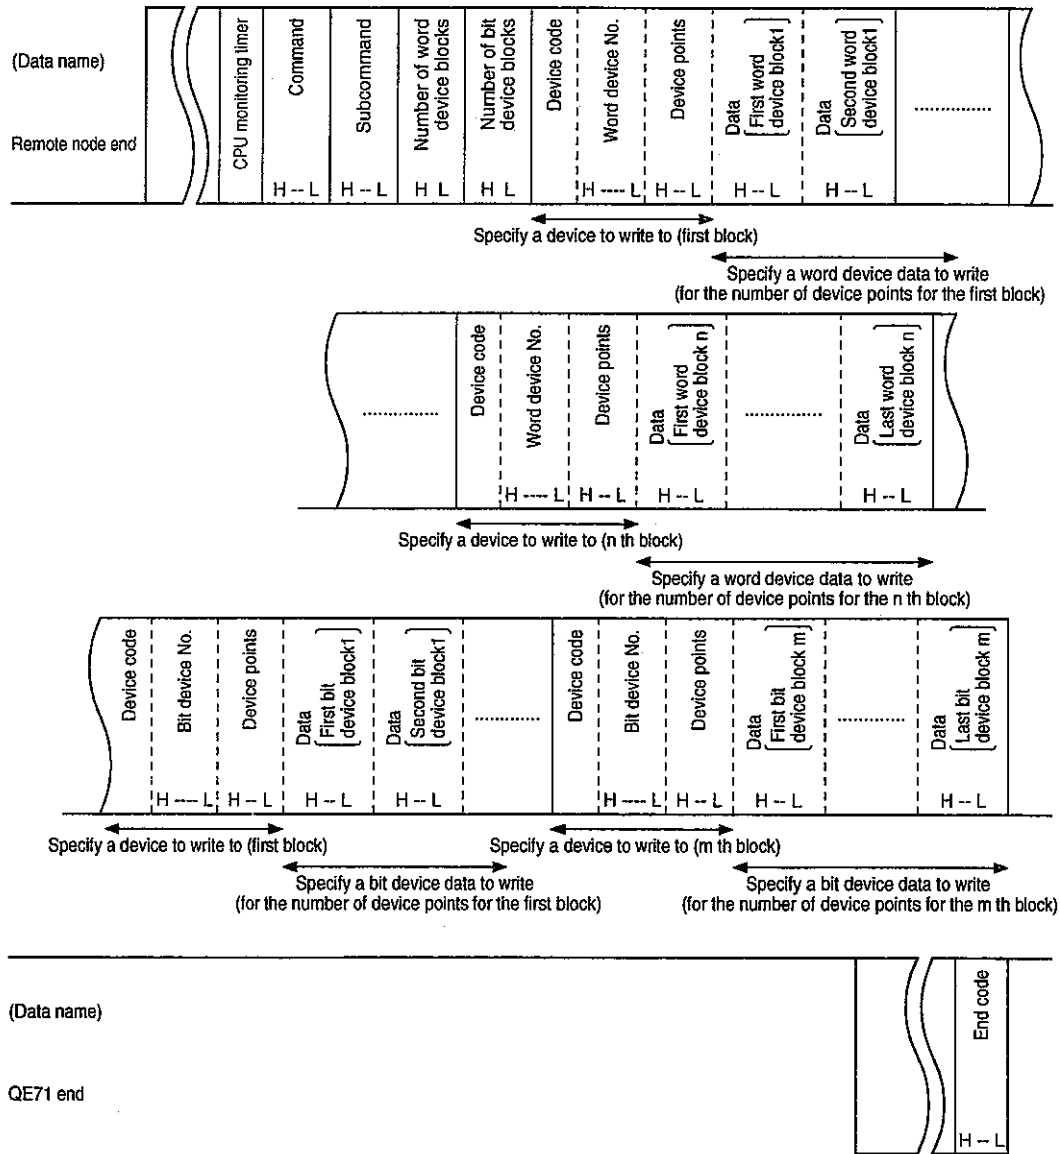 (Data name)
Remote node end
CPU monitoring timer
Command
H -- L
Subcommand
H -- L
Number of word
device blocks
H L
Number of bit
device blocks
H L
Device code
Word device No.
H ---- L
Device points
H -- L
Data
First word
device block1
H -- L
Data
Second word
device block1
H -- L
Specify a device to write to (first block)
Specify a word device data to write
(for the number of device points for the first block)
Device code
Word device No.
H ---- L
Device points
H -- L
Data
First word
device block n
H -- L
Data
Last word
device block n
H -- L
Specify a device to write to (n th block)
Specify a word device data to write
(for the number of device points for the n th block)
Device code
Bit device No.
H ---- L
Device points
H -- L
Data
First bit
device block1
H -- L
Data
Second bit
device block1
H -- L
Device code
Bit device No.
H ---- L
Device points
H -- L
Data
First bit
device block m
H -- L
Data
Last bit
device block m
H -- L
Specify a device to write to (first block)
Specify a device to write to (m th block)
Specify a bit device data to write
(for the number of device points for the first block)
Specify a bit device data to write
(for the number of device points for the m th block)
(Data name)
QE71 end
End code
H -- L